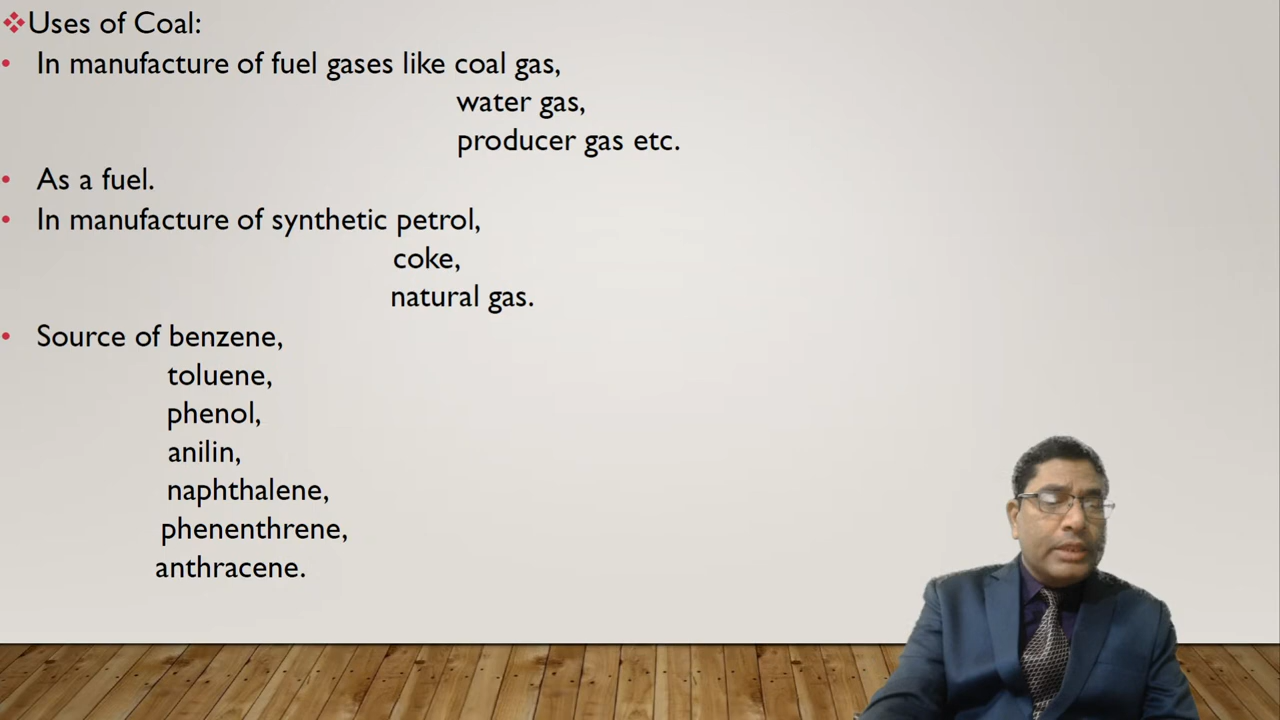 Uses of Coal:
In manufacture of fuel gases like coal gas,
water gas,
producer gas etc.
As a fuel.
In manufacture of synthetic petrol,
coke,
natural gas.
Source of benzene,
toluene,
phenol,
anilin,
naphthalene,
phenenthrene,
anthracene.